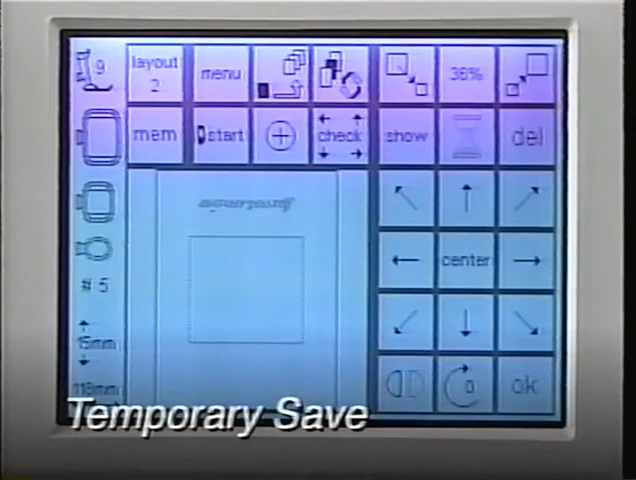 9
layout
2
menu
36%
mem
start
check
show
del
center
# 5
15mm
118mm
0
ok
Temporary Save